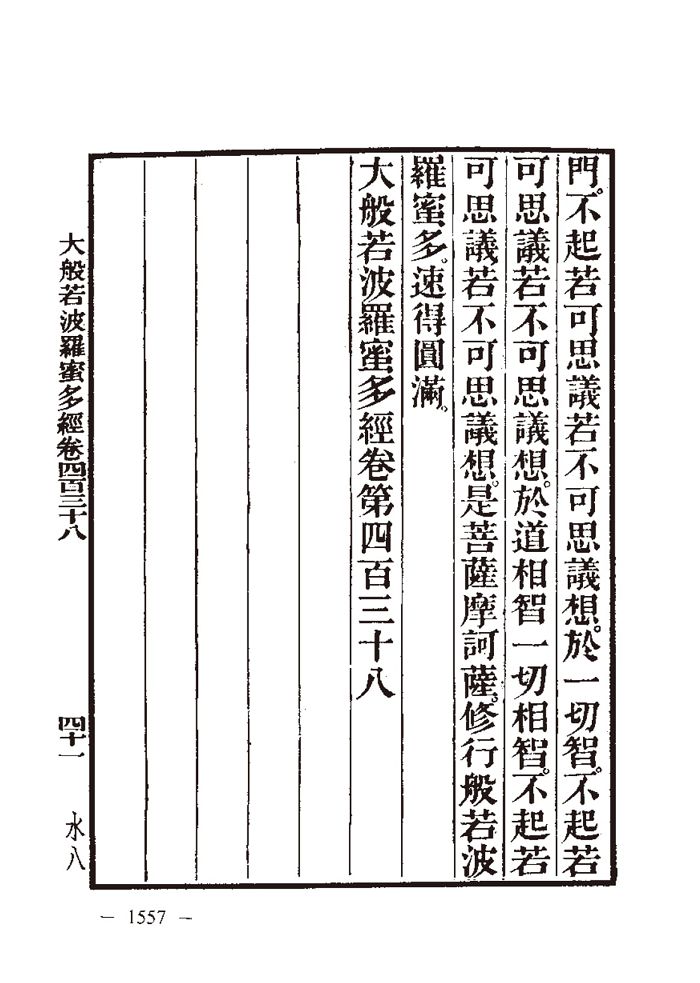 門。不起若可思議若不可思議想。於一切智。不起若
可思議若不可思議想。於道相智一切相智。不起若
可思議若不可思議想。是菩薩摩訶薩。修行般若波
羅蜜多。速得圓滿。
大般若波羅蜜多經卷第四百三十八
大般若波羅蜜多經卷四百三十八
四十一
水八
— 1557 —